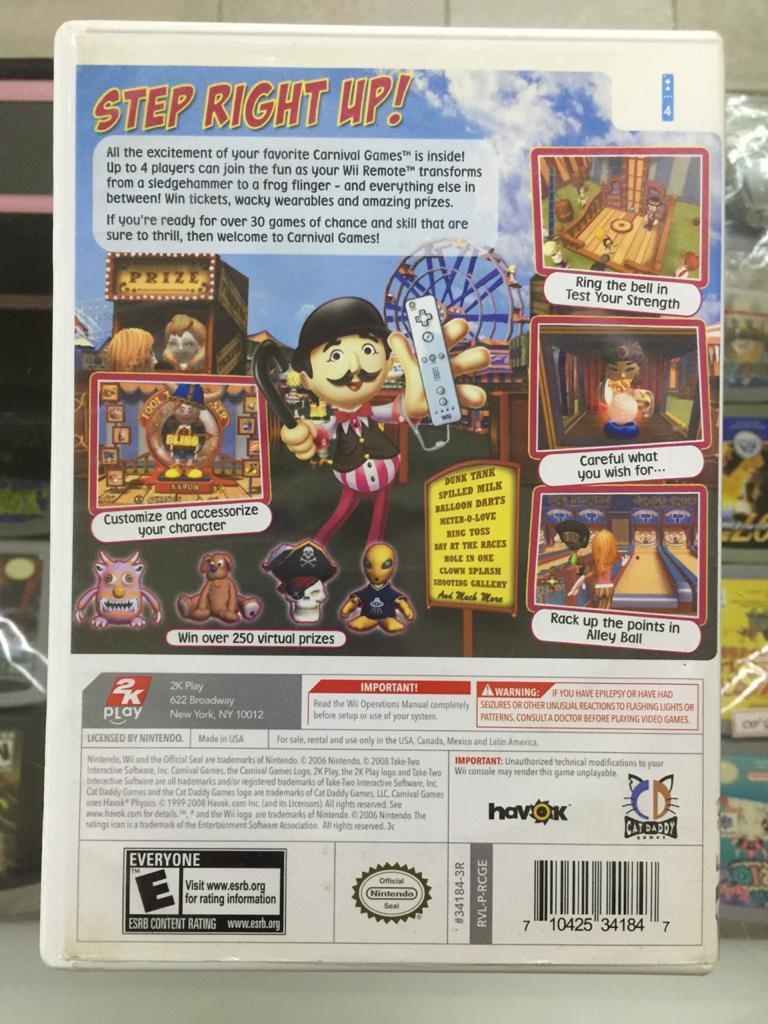 STEP RIGHT UP!
4
All the excitement of your favorite Carnival Games™ is inside!
Up to 4 players can join the fun as your Wii Remote™ transforms
from a sledgehammer to a frog flinger – and everything else in
between! Win tickets, wacky wearables and amazing prizes.
If you're ready for over 30 games of chance and skill that are
sure to thrill, then welcome to Carnival Games!
PRIZE
Wii
BLING
Customize and accessorize
your character
Win over 250 virtual prizes
DUNK TANK
SPILLED MILK
BALLOON DARTS
METER-O-LOVE
RING TOSS
DAY AT THE RACES
HOLE IN ONE
CLOWN SPLASH
SHOOTING GALLERY
And Much More
Ring the bell in
Test Your Strength
Careful what
you wish for...
Rack up the points in
Alley Ball
2K
play
2K Play
622 Broadway
New York, NY 10012
IMPORTANT!
Read the Wii Operations Manual completely
before setup or use of your system.
WARNING: IF YOU HAVE EPILEPSY OR HAVE HAD
SEIZURES OR OTHER UNUSUAL REACTIONS TO FLASHING LIGHTS OR
PATTERNS, CONSULT A DOCTOR BEFORE PLAYING VIDEO GAMES.
LICENSED BY NINTENDO. Made in USA For sale, rental and use only in the USA, Canada, Mexico and Latin America.
Nintendo, Wii and the Official Seal are trademarks of Nintendo. © 2006 Nintendo. © 2008 Take-Two
Interactive Software, Inc. Carnival Games, the Carnival Games Logo, 2K Play, the 2K Play logo and Take Two
Interactive Software are all trademarks and/or registered trademarks of Take-Two Interactive Software, Inc.
Cat Daddy Games and the Cat Daddy Games logo are trademarks of Cat Daddy Games, LLC. Carnival Games
uses Havok® Physics. © 1999-2008 Havok. com Inc. (and its Licensors). All rights reserved. See
www.havok.com for details.™, ® and the Wii logo are trademarks of Nintendo. © 2006 Nintendo. The
ratings icon is a trademark of the Entertainment Software Association. All rights reserved. 3c
IMPORTANT: Unauthorized technical modifications to your
Wii console may render this game unplayable.
havok
CD
CAT DADDY
GAMES
EVERYONE
E
TM
Visit www.esrb.org
for rating information
ESRB CONTENT RATING www.esrb.org
Official
Nintendo
Seal
#34184-3R
RVL-P-RCGE
7 10425 34184 7